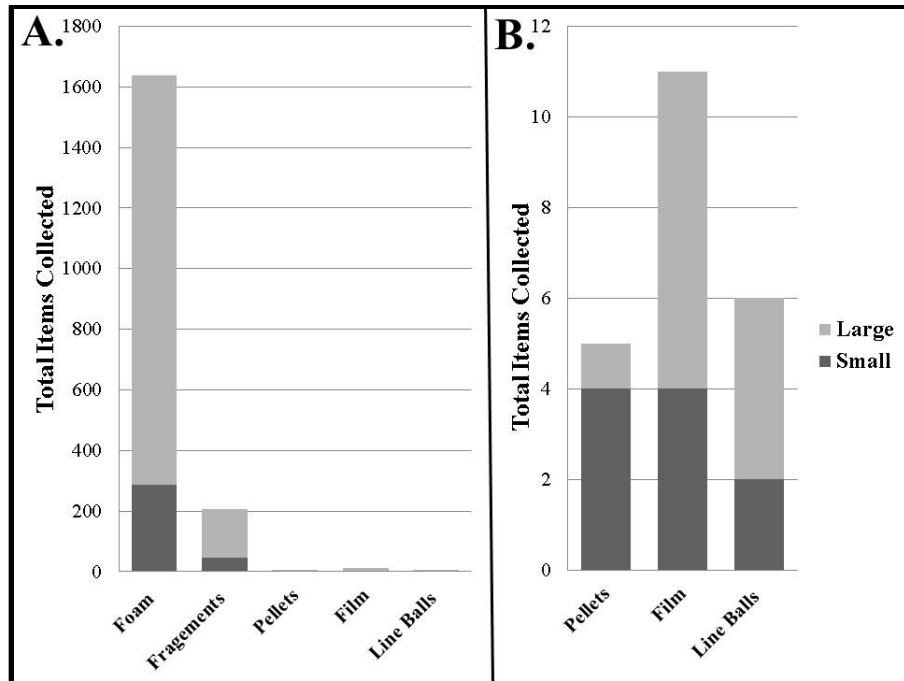 A.
Total Items Collected
1800
1600
1400
1200
1000
800
600
400
200
0
Foam
Fragements
Pellets
Film
Line Balls
B.
Total Items Collected
12
10
8
6
4
2
0
Pellets
Film
Line Balls
Large
Small